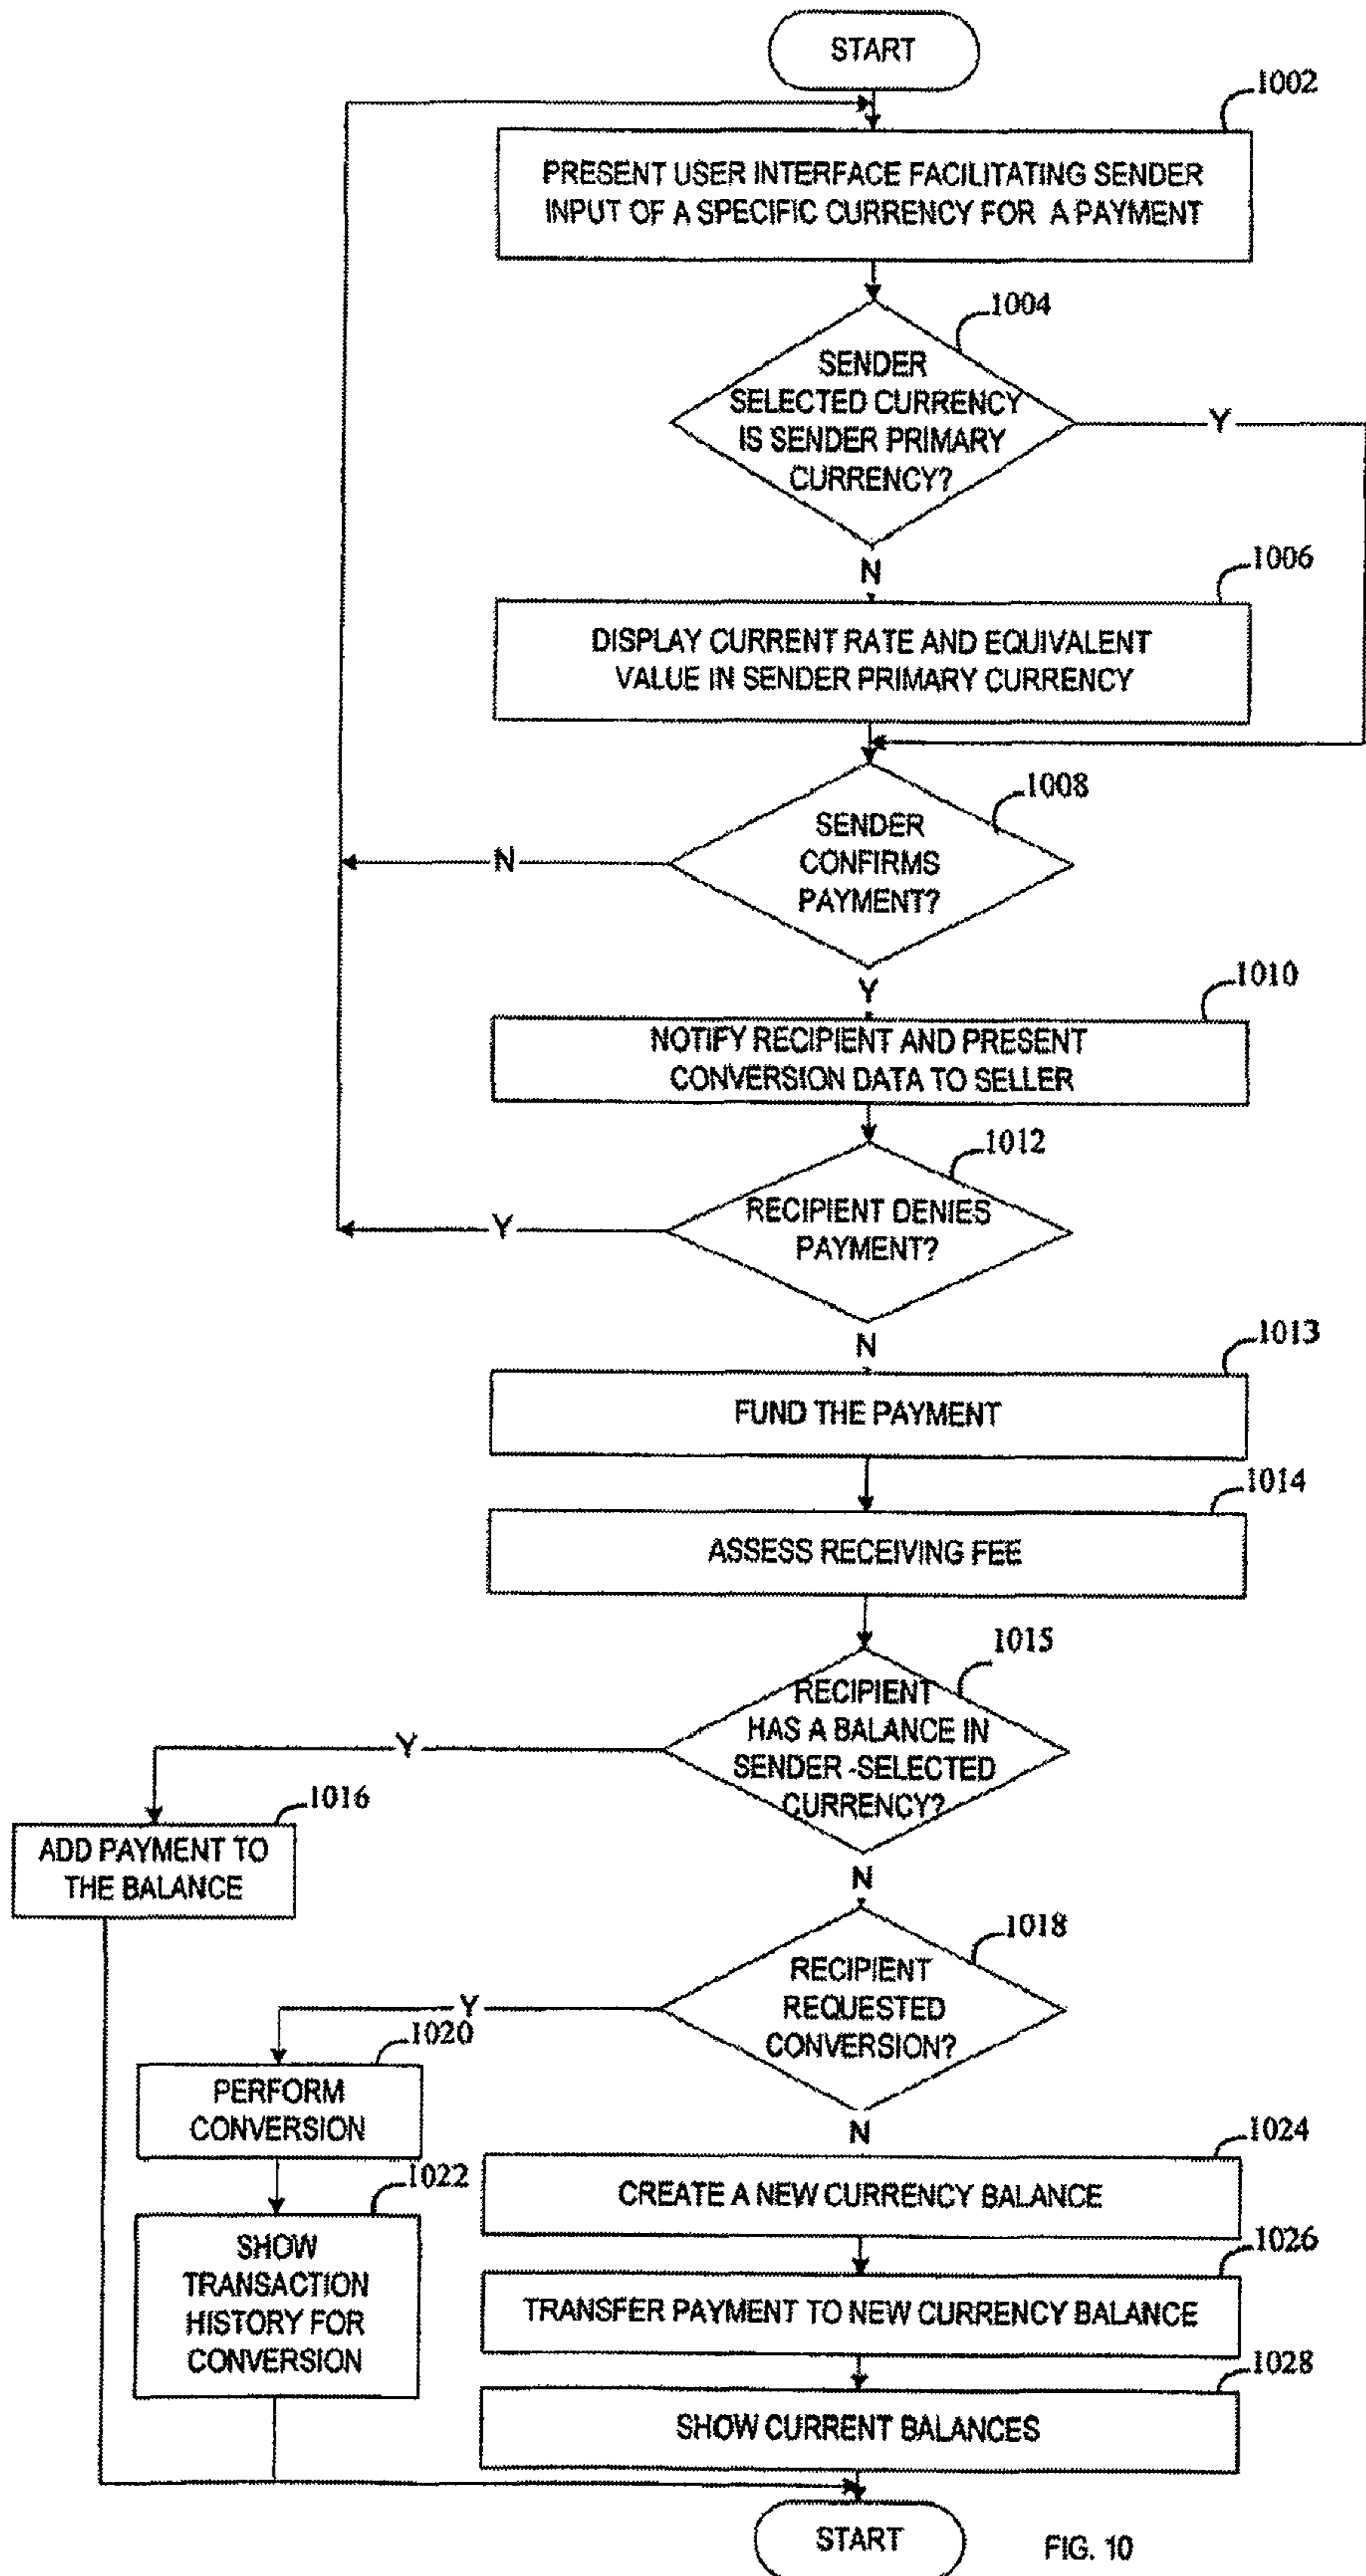 START
1002
PRESENT USER INTERFACE FACILITATING SENDER
INPUT OF A SPECIFIC CURRENCY FOR A PAYMENT
1004
SENDER
SELECTED CURRENCY
IS SENDER PRIMARY
CURRENCY?
Y
N
1006
DISPLAY CURRENT RATE AND EQUIVALENT
VALUE IN SENDER PRIMARY CURRENCY
1008
SENDER
CONFIRMS
PAYMENT?
N
Y
1010
NOTIFY RECIPIENT AND PRESENT
CONVERSION DATA TO SELLER
1012
RECIPIENT DENIES
PAYMENT?
Y
N
1013
FUND THE PAYMENT
1014
ASSESS RECEIVING FEE
1015
RECIPIENT
HAS A BALANCE IN
SENDER -SELECTED
CURRENCY?
Y
1016
ADD PAYMENT TO
THE BALANCE
N
1018
RECIPIENT
REQUESTED
CONVERSION?
Y
1020
PERFORM
CONVERSION
N
1022
SHOW
TRANSACTION
HISTORY FOR
CONVERSION
1024
CREATE A NEW CURRENCY BALANCE
1026
TRANSFER PAYMENT TO NEW CURRENCY BALANCE
1028
SHOW CURRENT BALANCES
START
FIG. 10